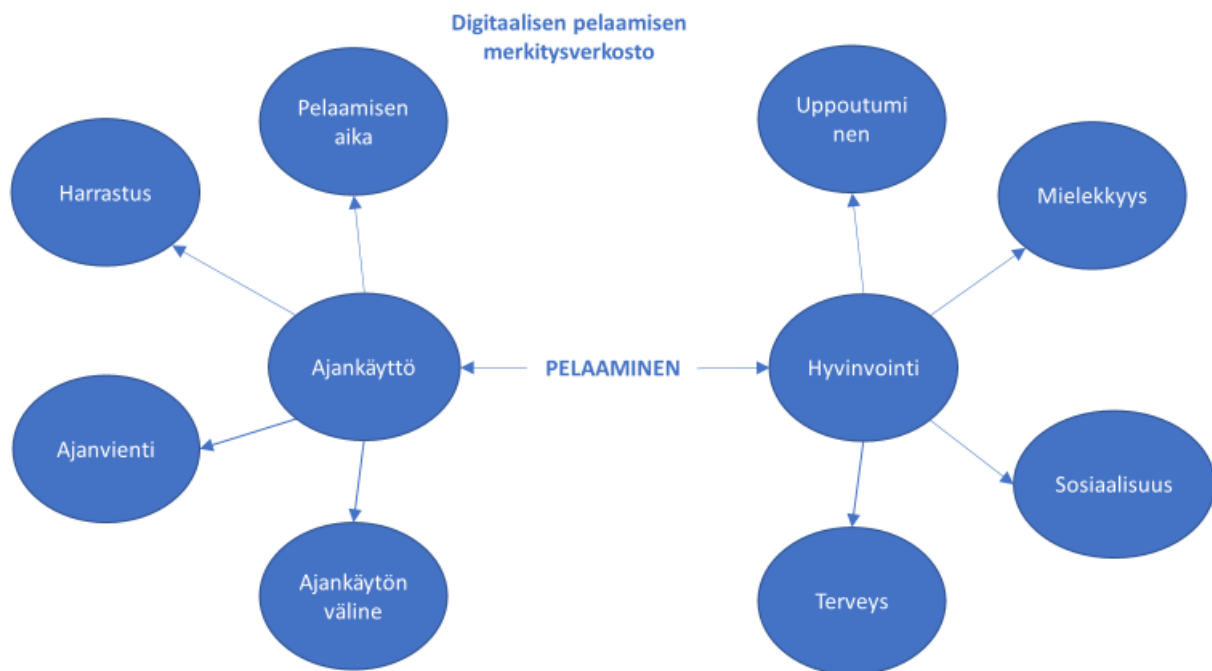 Digitaalisen pelaamisen
merkitysverkosto
Pelaamisen
aika
Uppoutumi
nen
Harrastus
Mielekkyys
Ajankäyttö
PELAAMINEN
Hyvinvointi
Ajanvienti
Sosiaalisuus
Ajankäytön
väline
Terveys